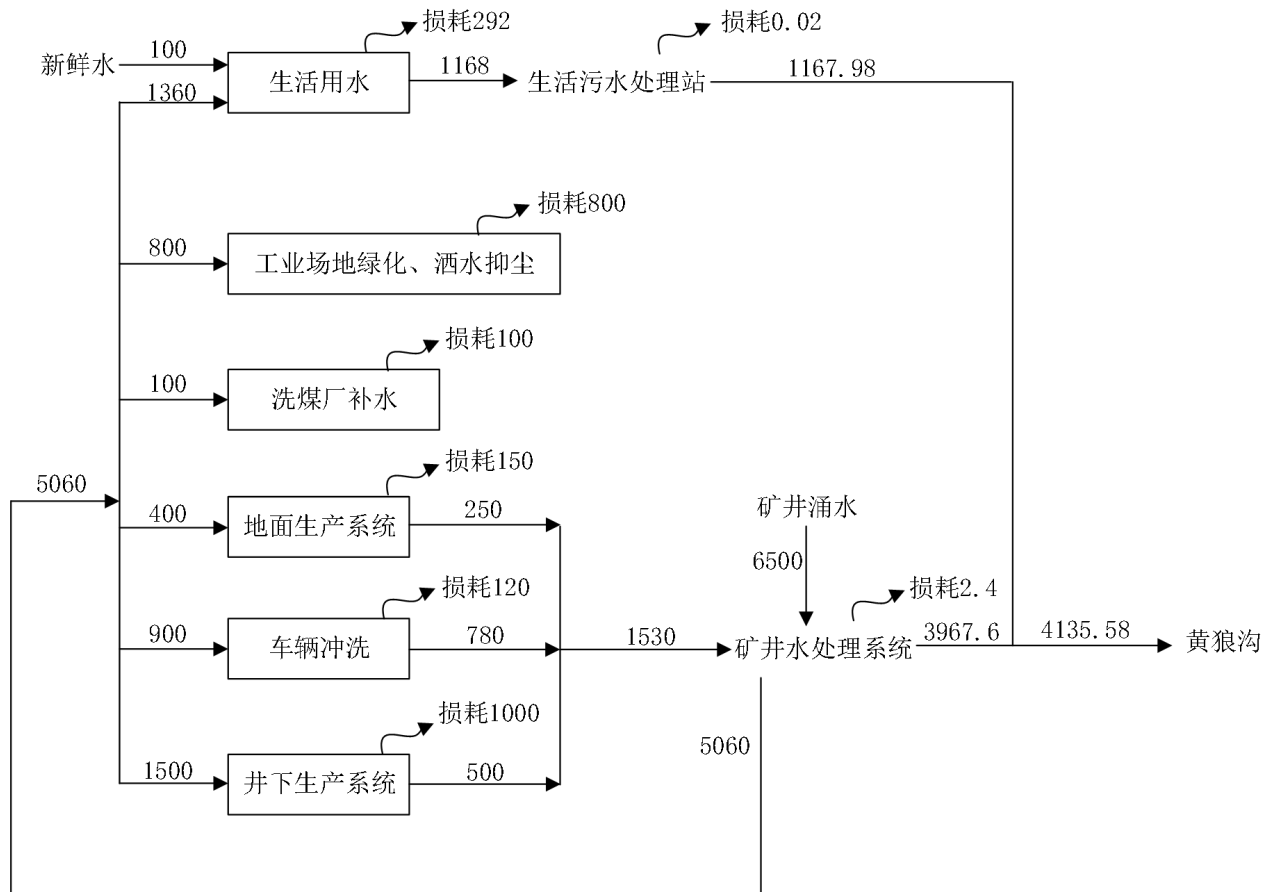 损耗292
损耗0.02
新鲜水
100
生活用水
1168
生活污水处理站
1167.98
1360
损耗800
800
工业场地绿化、洒水抑尘
损耗100
100
洗煤厂补水
损耗150
5060
400
地面生产系统
250
矿井涌水
6500
损耗120
损耗2.4
900
车辆冲洗
780
1530
矿井水处理系统
3967.6
4135.58
黄狼沟
损耗1000
5060
1500
井下生产系统
500